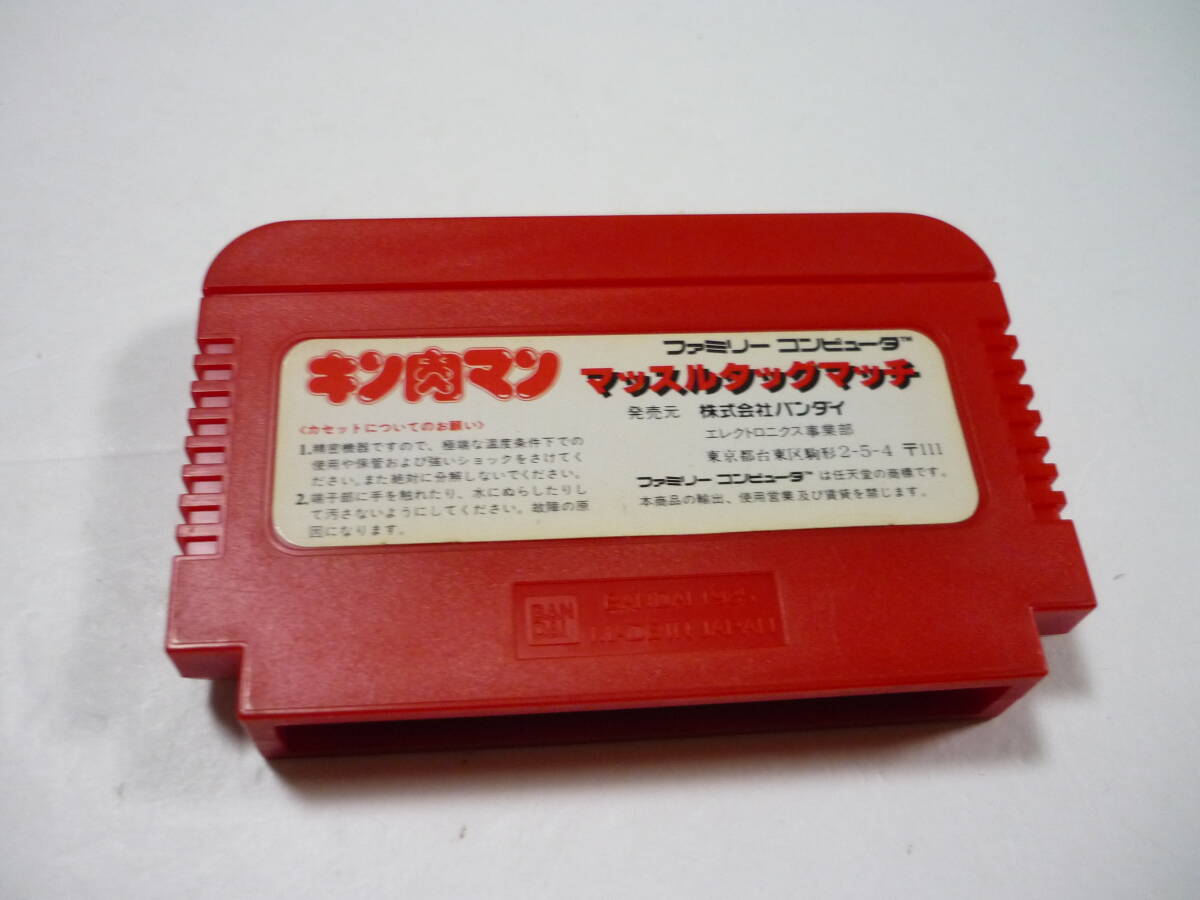 キン肉マン
ファミリー コンピュータ™
マッスルタッグマッチ
発売元 株式会社バンダイ
エレクトロニクス事業部
東京都台東区駒形2-5-4 〒111
ファミリー コンピュータ™は任天堂の商標です。
本商品の輸出、使用営業及び賃貸を禁じます。
〈カセットについてのお願い〉
1.精密機器ですので、極端な温度条件下での
使用や保管および強いショックをさけてく
ださい。また絶対に分解しないでください。
2.端子部に手を触れたり、水にぬらしたりし
て汚さないようにしてください。故障の原
因になります。
BAN
DAI
BANDAI
MADE IN JAPAN